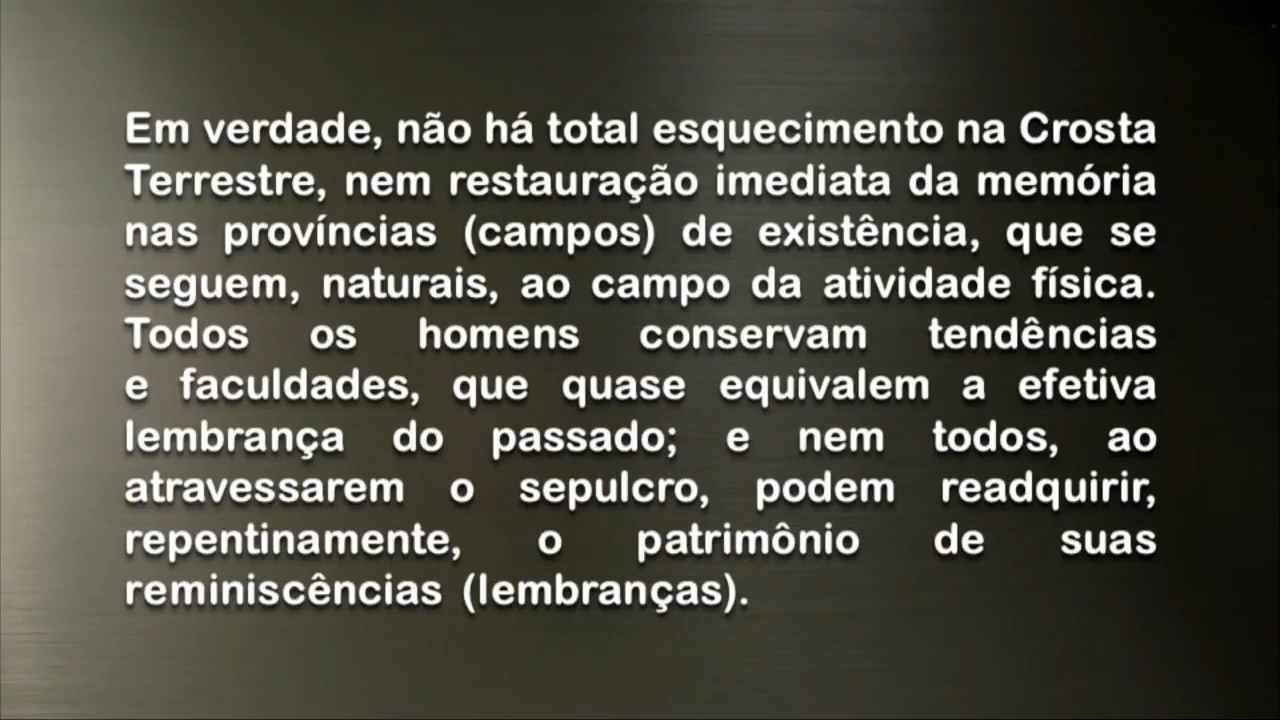 Em verdade, não há total esquecimento na Crosta
Terrestre, nem restauração imediata da memória
nas províncias (campos) de existência, que se
seguem, naturais, ao campo da atividade física.
Todos os homens conservam tendências
e faculdades, que quase equivalem a efetiva
lembrança do passado; e nem todos, ao
atravessarem o sepulcro, podem readquirir,
repentinamente, o patrimônio de suas
reminiscências (lembranças).